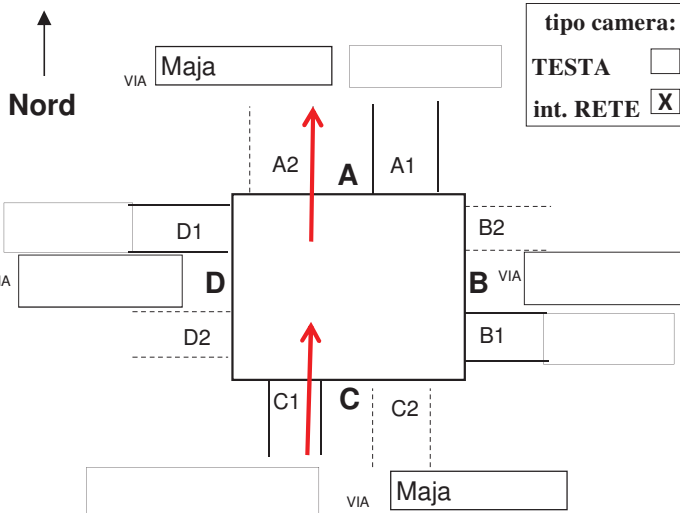 tipo camera:
TESTA
int. RETE X
Nord
VIA Maja
A2 A A1
D1 B2
VIA D B VIA
D2 B1
C1 C C2
VIA Maja